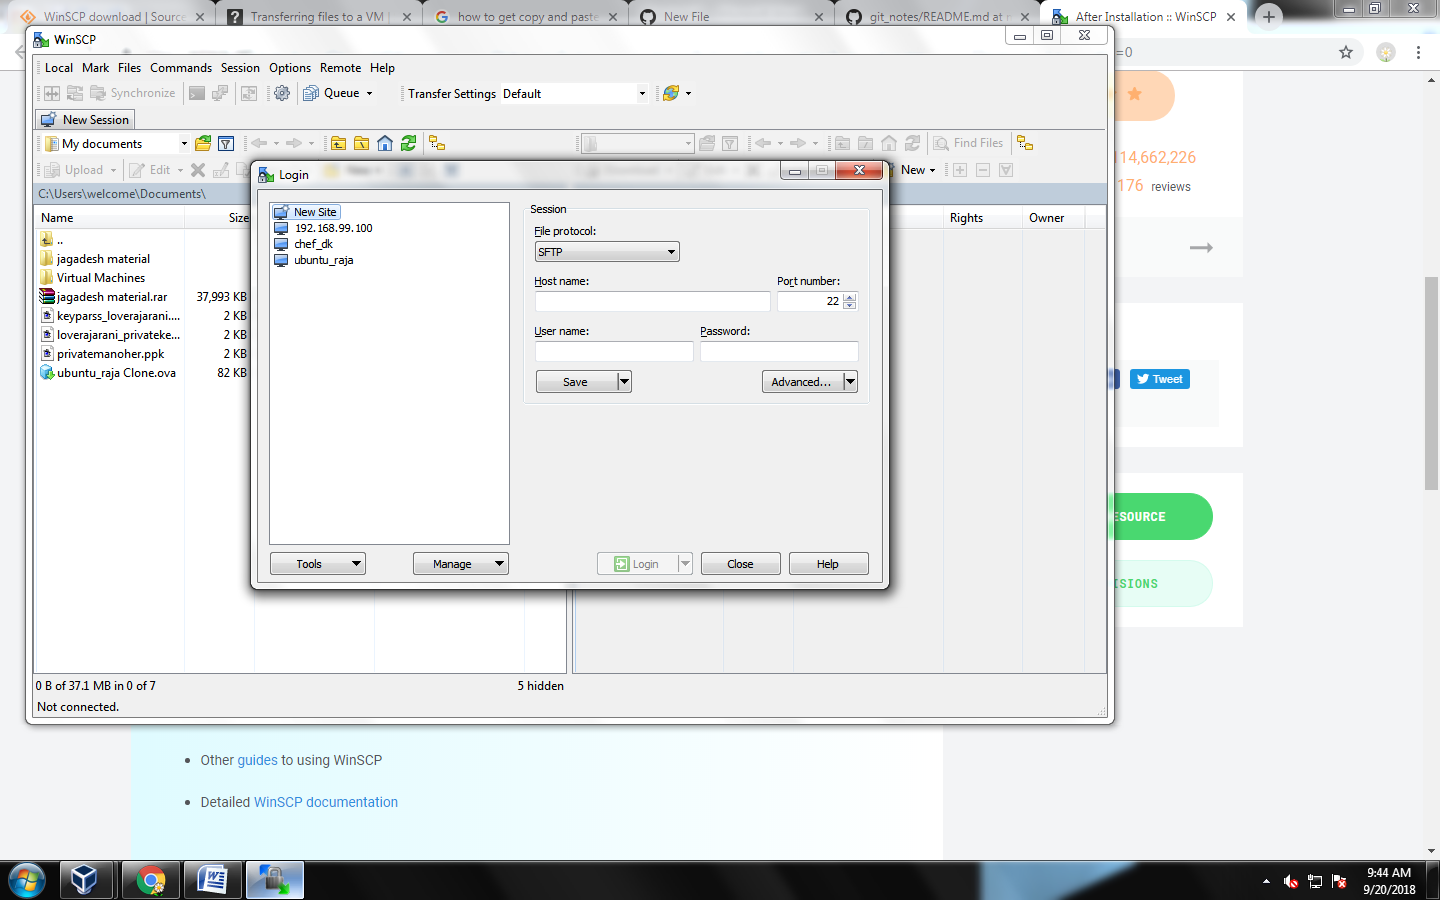 WinSCP download | Source
Transferring files to a VM |
how to get copy and paste
New File
git_notes/README.md at m
After Installation :: WinSCP
WinSCP
=0
Local Mark Files Commands Session Options Remote Help
Synchronize
Queue
Transfer Settings Default
New Session
My documents
Find Files
Upload
Edit
New
C:\Users\welcome\Documents\
Name
Size
Rights
Owner
..
jagadesh material
Virtual Machines
jagadesh material.rar 37,993 KB
keyparss_loverajarani.... 2 KB
loverajarani_privateke... 2 KB
privatemanoher.ppk 2 KB
ubuntu_raja Clone.ova 82 KB
Login
New Site
192.168.99.100
chef_dk
ubuntu_raja
Session
File protocol:
SFTP
Host name:
Port number:
22
User name:
Password:
Save
Advanced...
Tools
Manage
Login
Close
Help
0 B of 37.1 MB in 0 of 7
5 hidden
Not connected.
14,662,226
176 reviews
Tweet
ESOURCE
ISIONS
• Other guides to using WinSCP
• Detailed WinSCP documentation
9:44 AM
9/20/2018